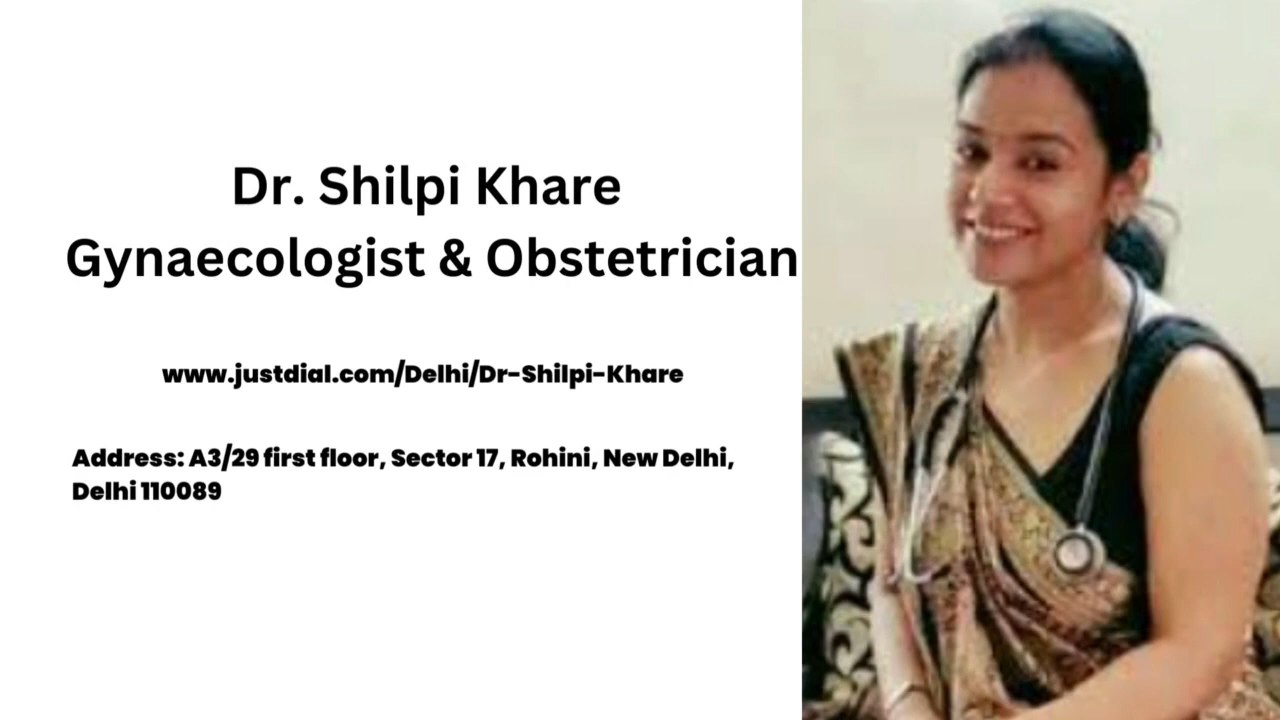 Dr. Shilpi Khare
Gynaecologist & Obstetrician
www.justdial.com/Delhi/Dr-Shilpi-Khare
Address: A3/29 first floor, Sector 17, Rohini, New Delhi,
Delhi 110089